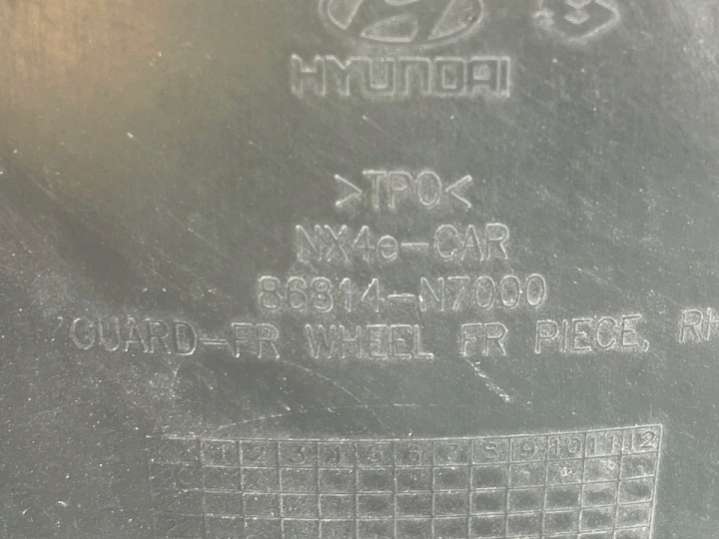 HYUNDAI
>TPO<
NX4e-CAR
86814-N7000
GUARD-FR WHEEL FR PIECE, RH
1 2 3 4 5 6 7 8 9 10 11 12